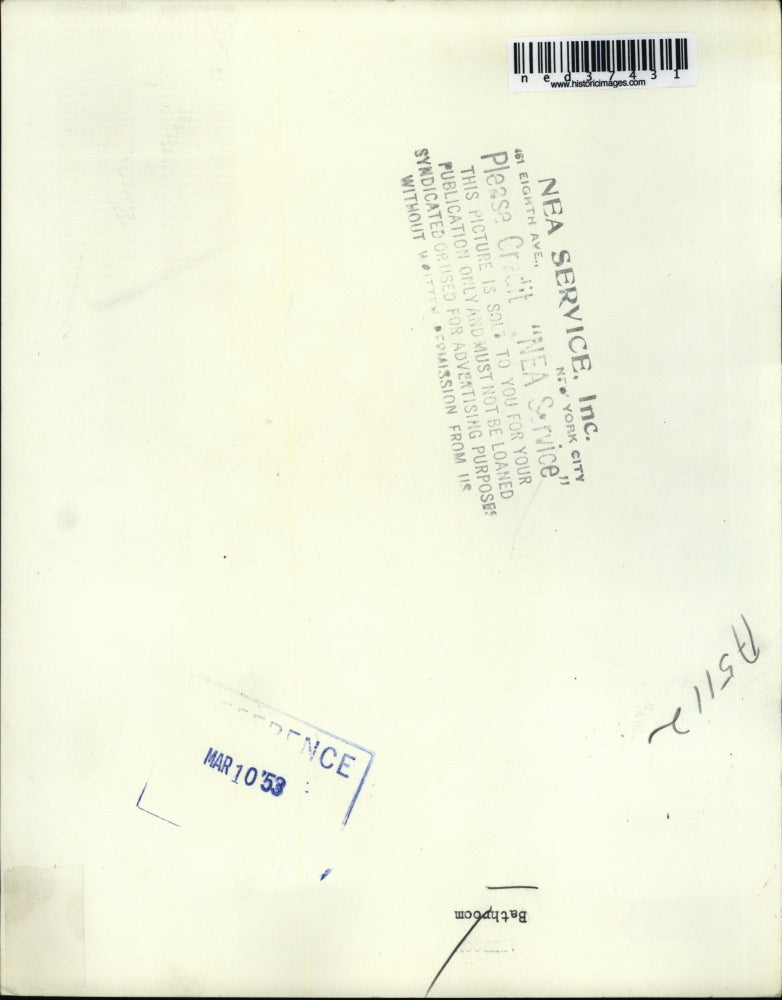 ned37431
www.historicimages.com
NEA SERVICE, Inc.
461 EIGHTH AVE., NEW YORK CITY
Please Credit "NEA Service"
THIS PICTURE IS SOLD TO YOU FOR YOUR
PUBLICATION ONLY AND MUST NOT BE LOANED
SYNDICATED OR USED FOR ADVERTISING PURPOSES
WITHOUT WRITTEN PERMISSION FROM US
A5112
REFERENCE
MAR 10 '53
Bathroom